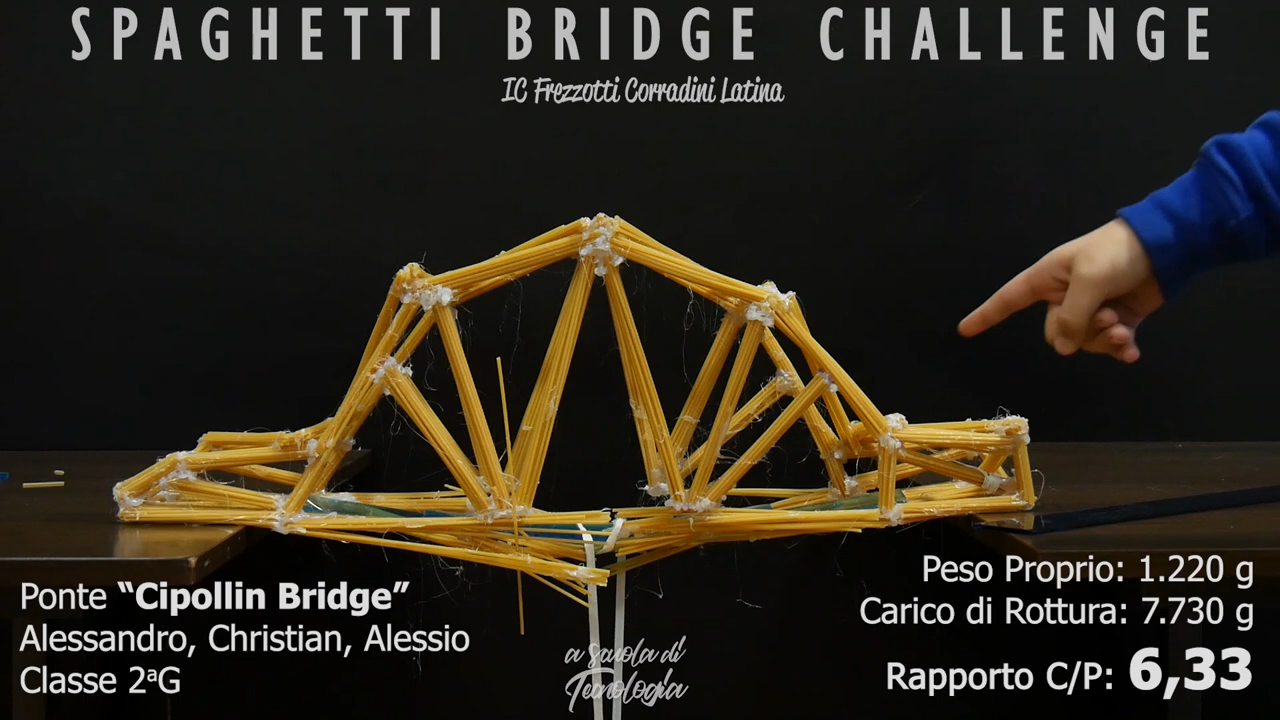 SPAGHETTI BRIDGE CHALLENGE
IC Frezzotti Corradini Latina
Ponte “Cipollin Bridge”
Alessandro, Christian, Alessio
Classe 2ªG
Peso Proprio: 1.220 g
Carico di Rottura: 7.730 g
Rapporto C/P: 6,33
a scuola di
Tecnologia